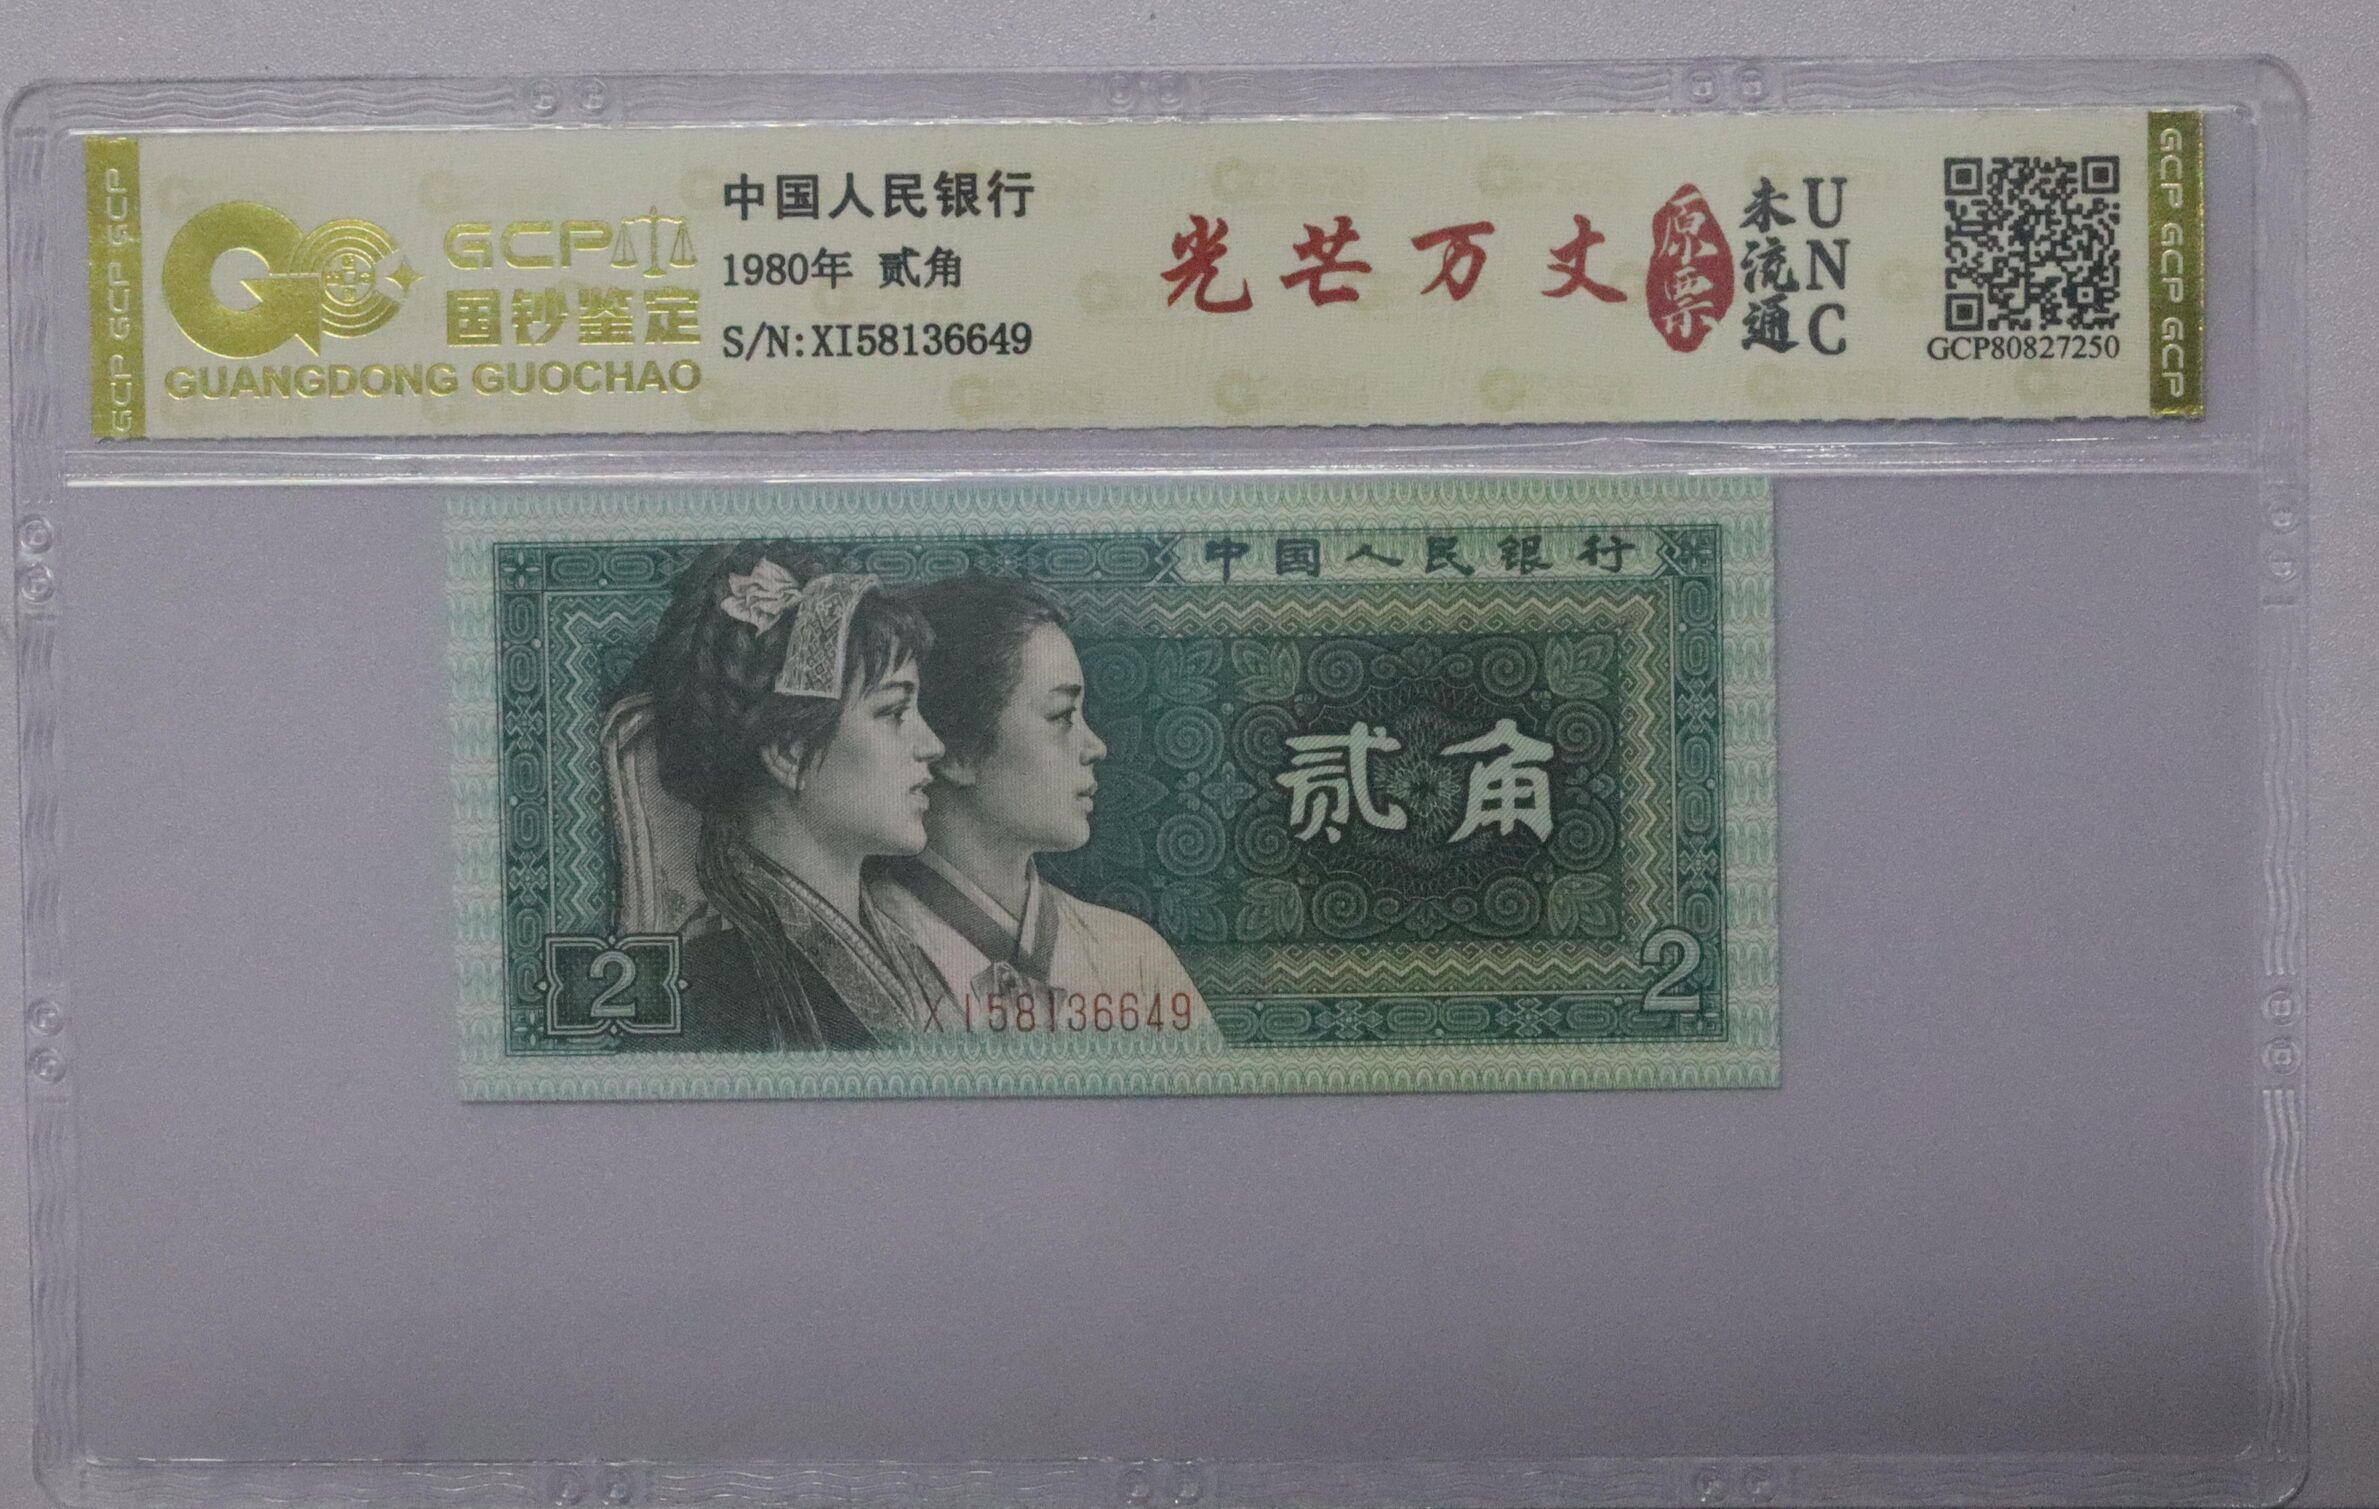 GCP GCP GCP
GCP
国钞鉴定
GUANGDONG GUOCHAO
中国人民银行
1980年 贰角
S/N:XI58136649
光芒万丈
原票
未流通
UNC
GCP80827250
GCP GCP GCP
中国人民银行
贰角
2
XI58136649
2